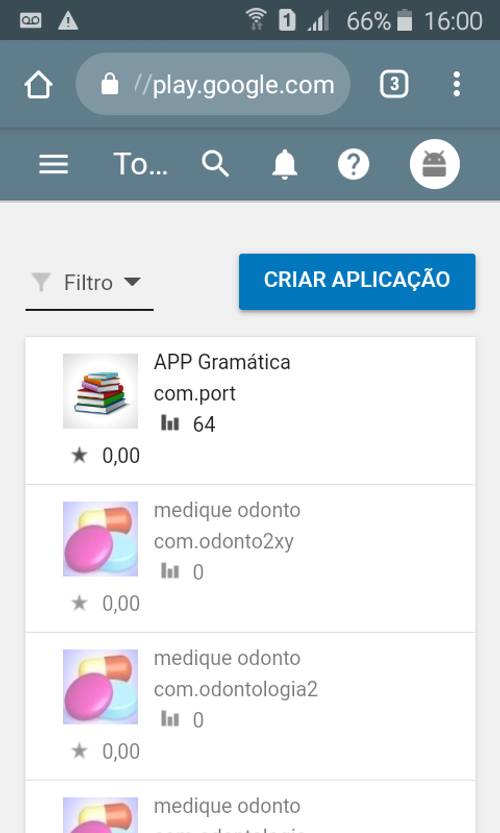 1 66% 16:00
//play.google.com 3
To...
Filtro CRIAR APLICAÇÃO
APP Gramática
com.port
64
0,00
medique odonto
com.odonto2xy
0
0,00
medique odonto
com.odontologia2
0
0,00
medique odonto